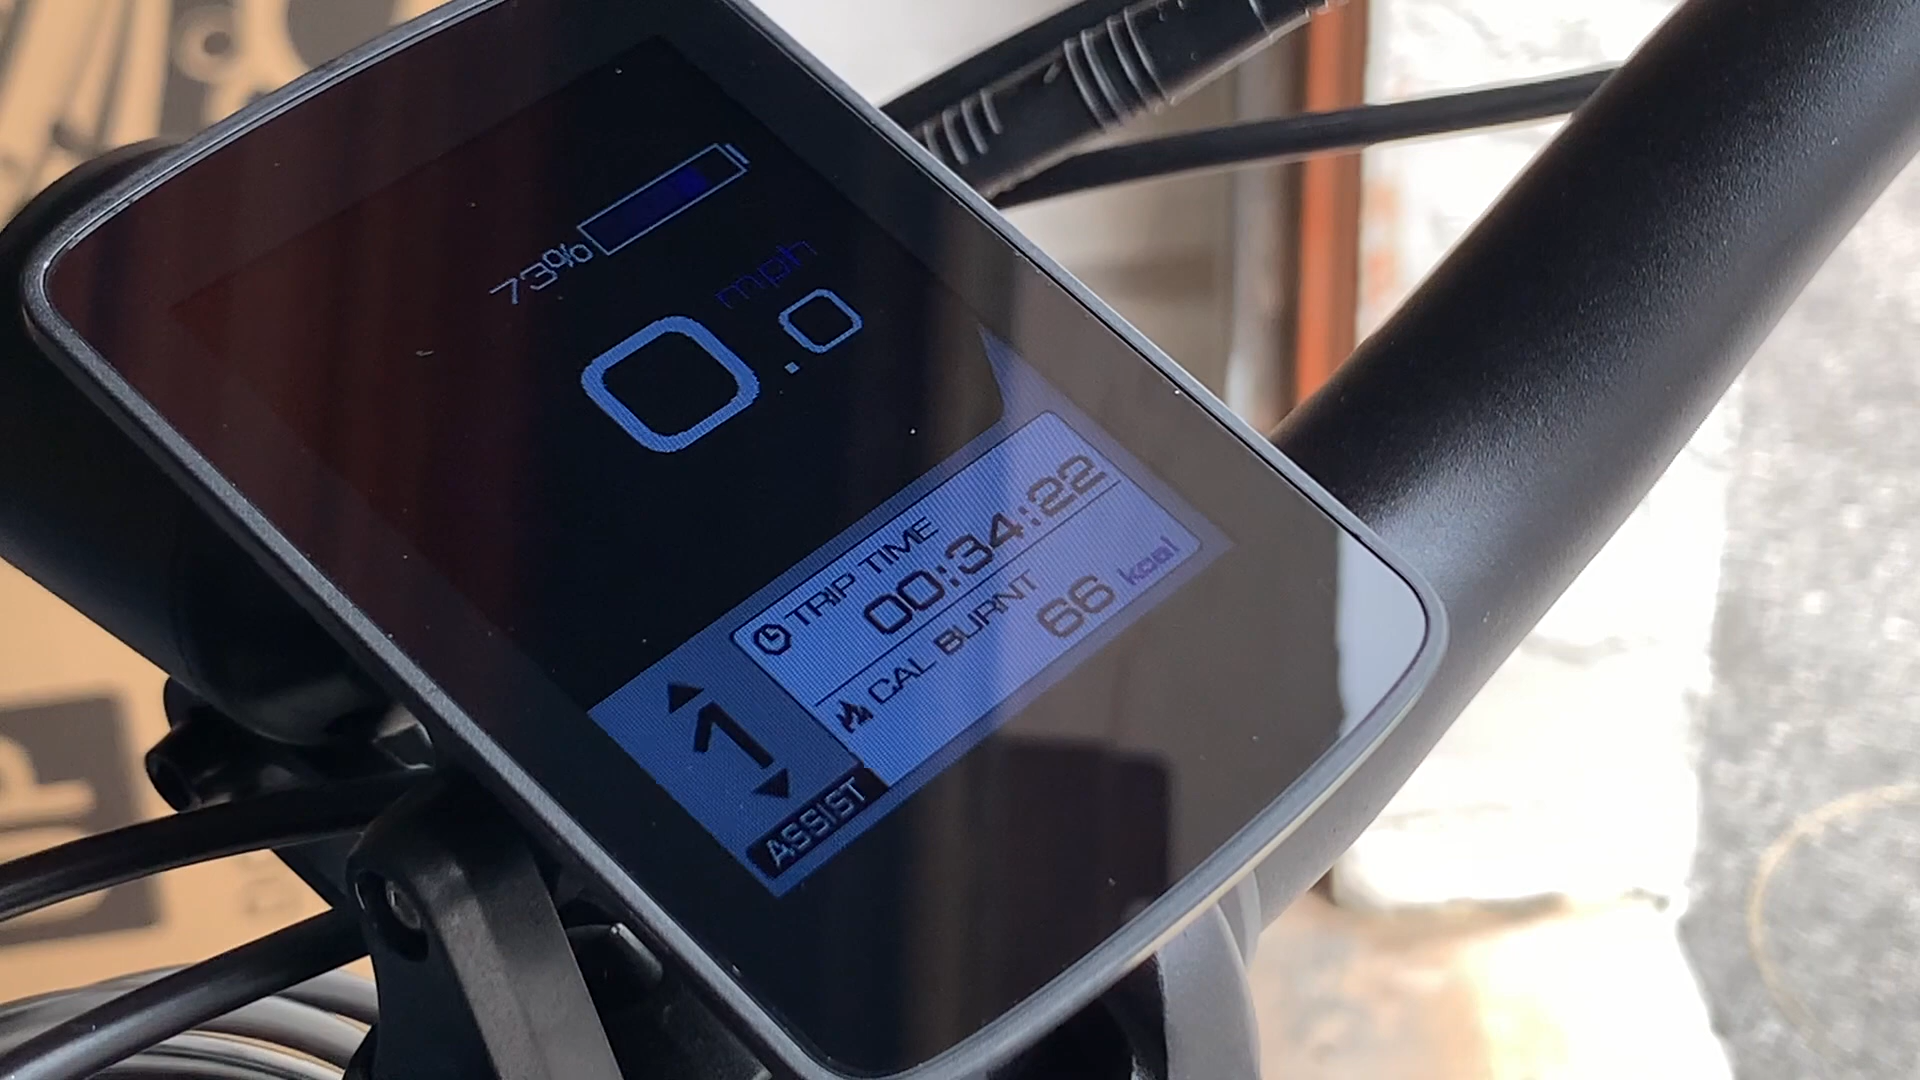 73%
mph
0.0
TRIP TIME
00:34:22
CAL BURNT
66 kcal
1
ASSIST